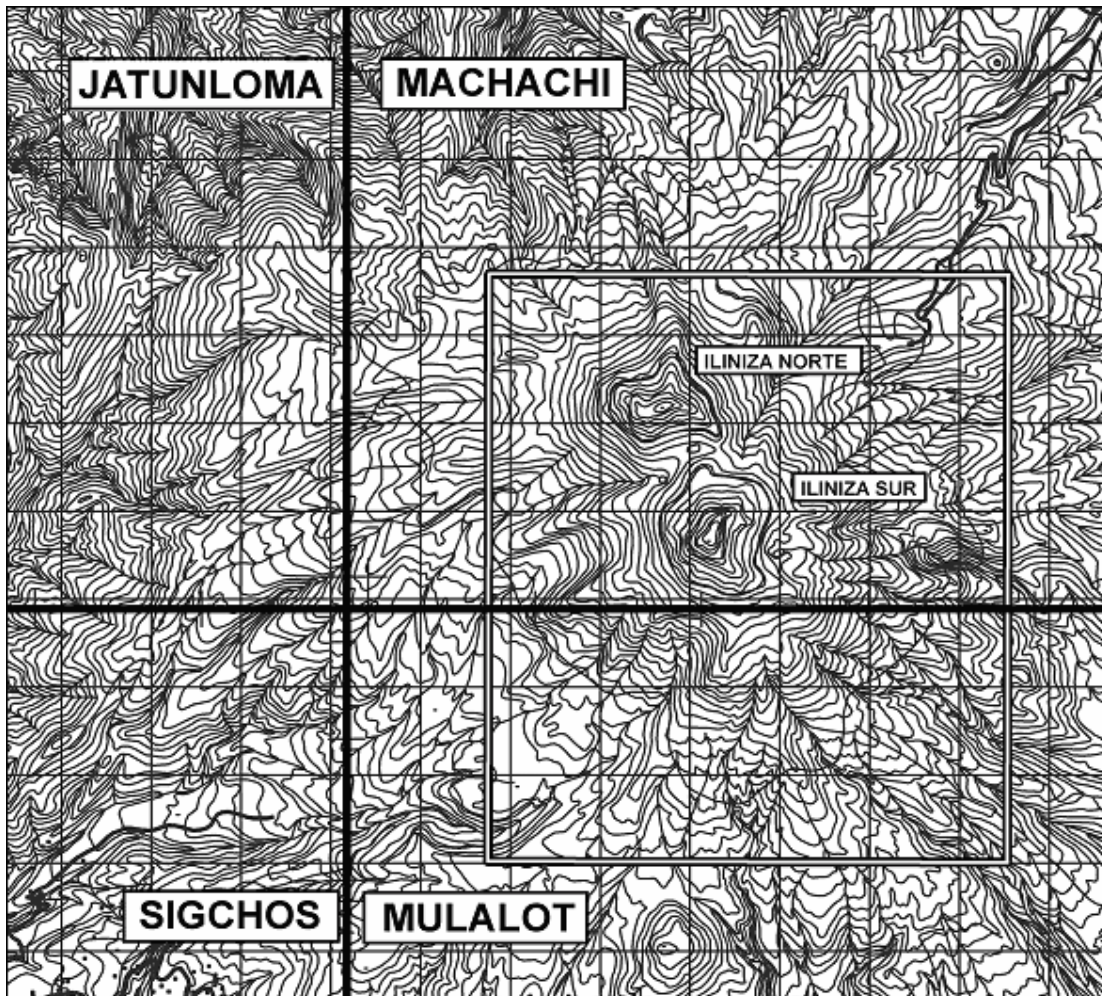 JATUNLOMA
MACHACHI
ILINIZA NORTE
ILINIZA SUR
SIGCHOS
MULALOT